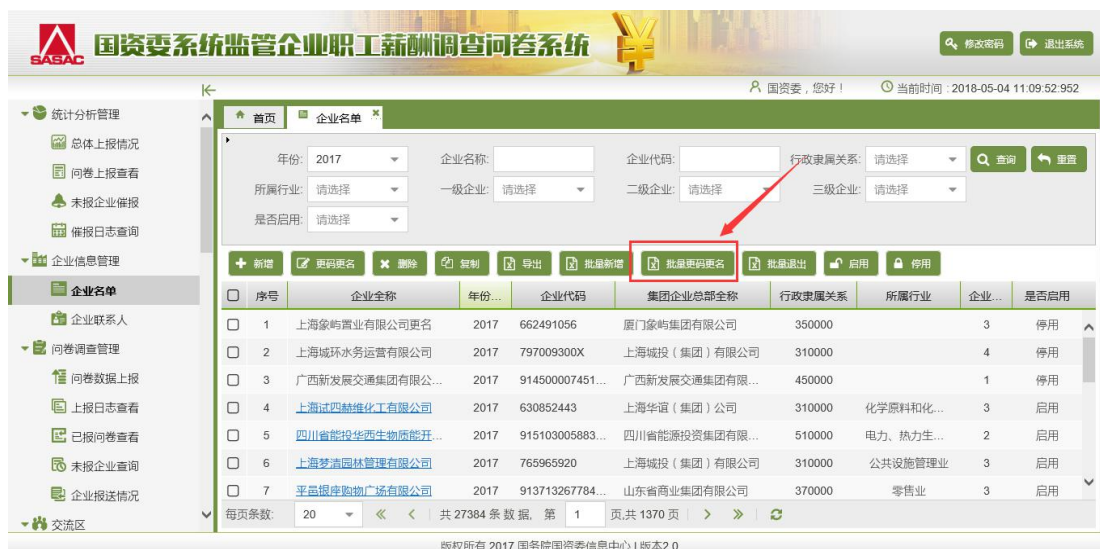 SASAC 国资委系统监管企业职工薪酬调查问卷系统 修改密码 退出系统
国资委，您好！ 当前时间：2018-05-04 11:09:52:952
统计分析管理
总体上报情况
问卷上报查看
未报企业催报
催报日志查询
企业信息管理
企业名单
企业联系人
问卷调查管理
问卷数据上报
上报日志查看
已报问卷查看
未报企业查询
企业报送情况
交流区
首页 企业名单
年份: 2017 企业名称: 企业代码: 行政隶属关系: 请选择 查询 重置
所属行业: 请选择 一级企业: 请选择 二级企业: 请选择 三级企业: 请选择
是否启用: 请选择
新增 更码更名 删除 复制 导出 批量新增 批量更码更名 批量退出 启用 停用
序号 企业全称 年份... 企业代码 集团企业总部全称 行政隶属关系 所属行业 企业... 是否启用
1 上海象屿置业有限公司更名 2017 662491056 厦门象屿集团有限公司 350000 3 停用
2 上海城环水务运营有限公司 2017 797009300X 上海城投（集团）有限公司 310000 4 停用
3 广西新发展交通集团有限公... 2017 914500007451... 广西新发展交通集团有限... 450000 1 停用
4 上海试四赫维化工有限公司 2017 630852443 上海华谊（集团）公司 310000 化学原料和化... 3 启用
5 四川省能投华西生物质能开... 2017 915103005883... 四川省能源投资集团有限... 510000 电力、热力生... 2 启用
6 上海梦清园林管理有限公司 2017 765965920 上海城投（集团）有限公司 310000 公共设施管理业 3 启用
7 平邑银座购物广场有限公司 2017 913713267784... 山东省商业集团有限公司 370000 零售业 3 启用
每页条数: 20 共 27384 条数据, 第 1 页,共 1370 页
版权所有 2017 国务院国资委信息中心 | 版本2.0